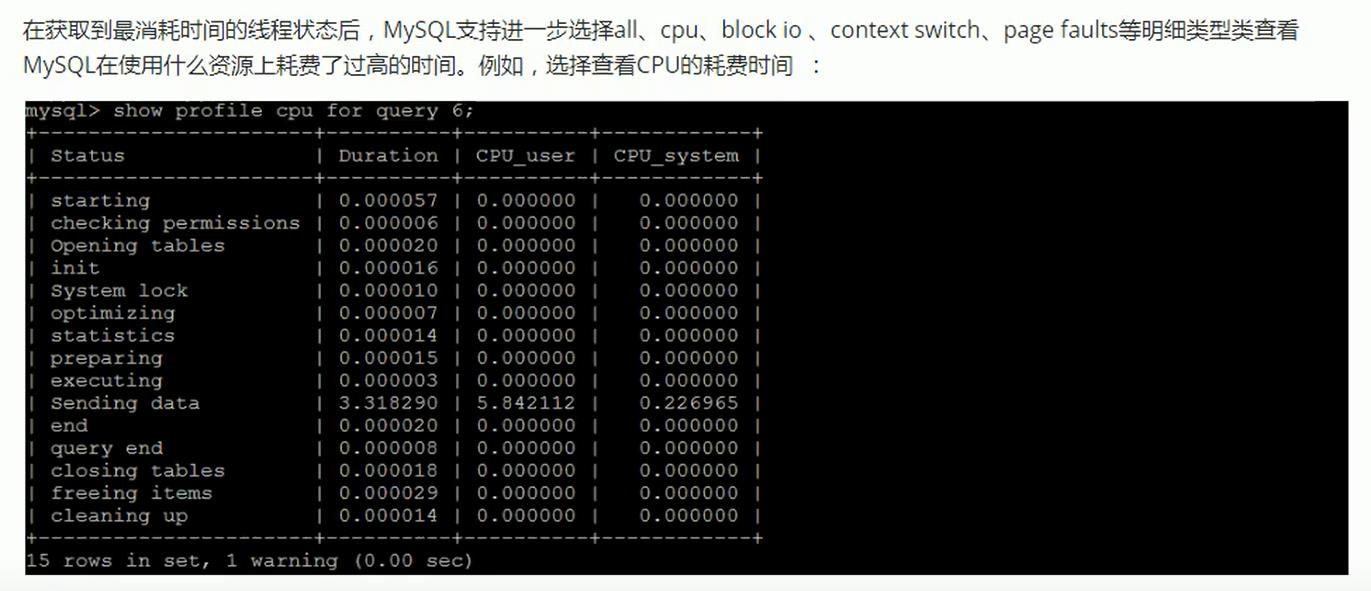 在获取到最消耗时间的线程状态后，MySQL支持进一步选择all、cpu、block io 、context switch、page faults等明细类型类查看
MySQL在使用什么资源上耗费了过高的时间。例如，选择查看CPU的耗费时间 ：
mysql> show profile cpu for query 6;
+----------------------+----------+----------+------------+
| Status               | Duration | CPU_user | CPU_system |
+----------------------+----------+----------+------------+
| starting             | 0.000057 | 0.000000 |   0.000000 |
| checking permissions | 0.000006 | 0.000000 |   0.000000 |
| Opening tables       | 0.000020 | 0.000000 |   0.000000 |
| init                 | 0.000016 | 0.000000 |   0.000000 |
| System lock          | 0.000010 | 0.000000 |   0.000000 |
| optimizing           | 0.000007 | 0.000000 |   0.000000 |
| statistics           | 0.000014 | 0.000000 |   0.000000 |
| preparing            | 0.000015 | 0.000000 |   0.000000 |
| executing            | 0.000003 | 0.000000 |   0.000000 |
| Sending data         | 3.318290 | 5.842112 |   0.226965 |
| end                  | 0.000020 | 0.000000 |   0.000000 |
| query end            | 0.000008 | 0.000000 |   0.000000 |
| closing tables       | 0.000018 | 0.000000 |   0.000000 |
| freeing items        | 0.000029 | 0.000000 |   0.000000 |
| cleaning up          | 0.000014 | 0.000000 |   0.000000 |
+----------------------+----------+----------+------------+
15 rows in set, 1 warning (0.00 sec)